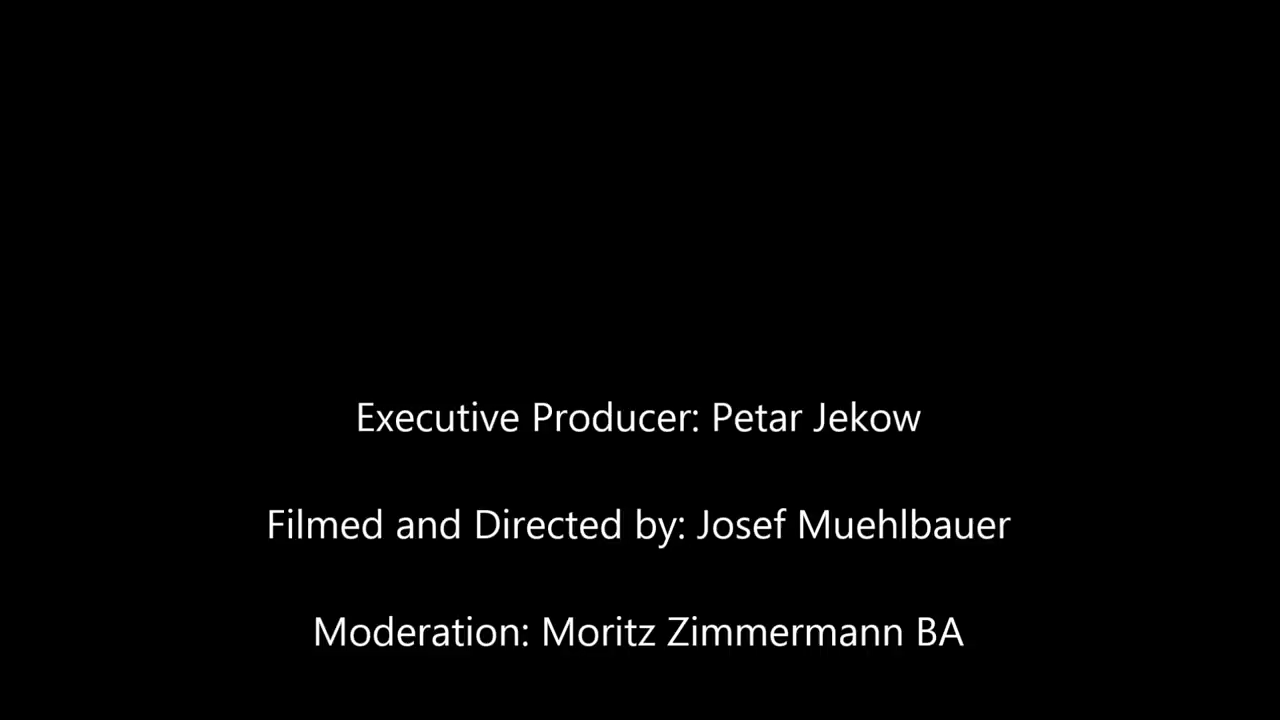 Executive Producer: Petar Jekow
Filmed and Directed by: Josef Muehlbauer
Moderation: Moritz Zimmermann BA